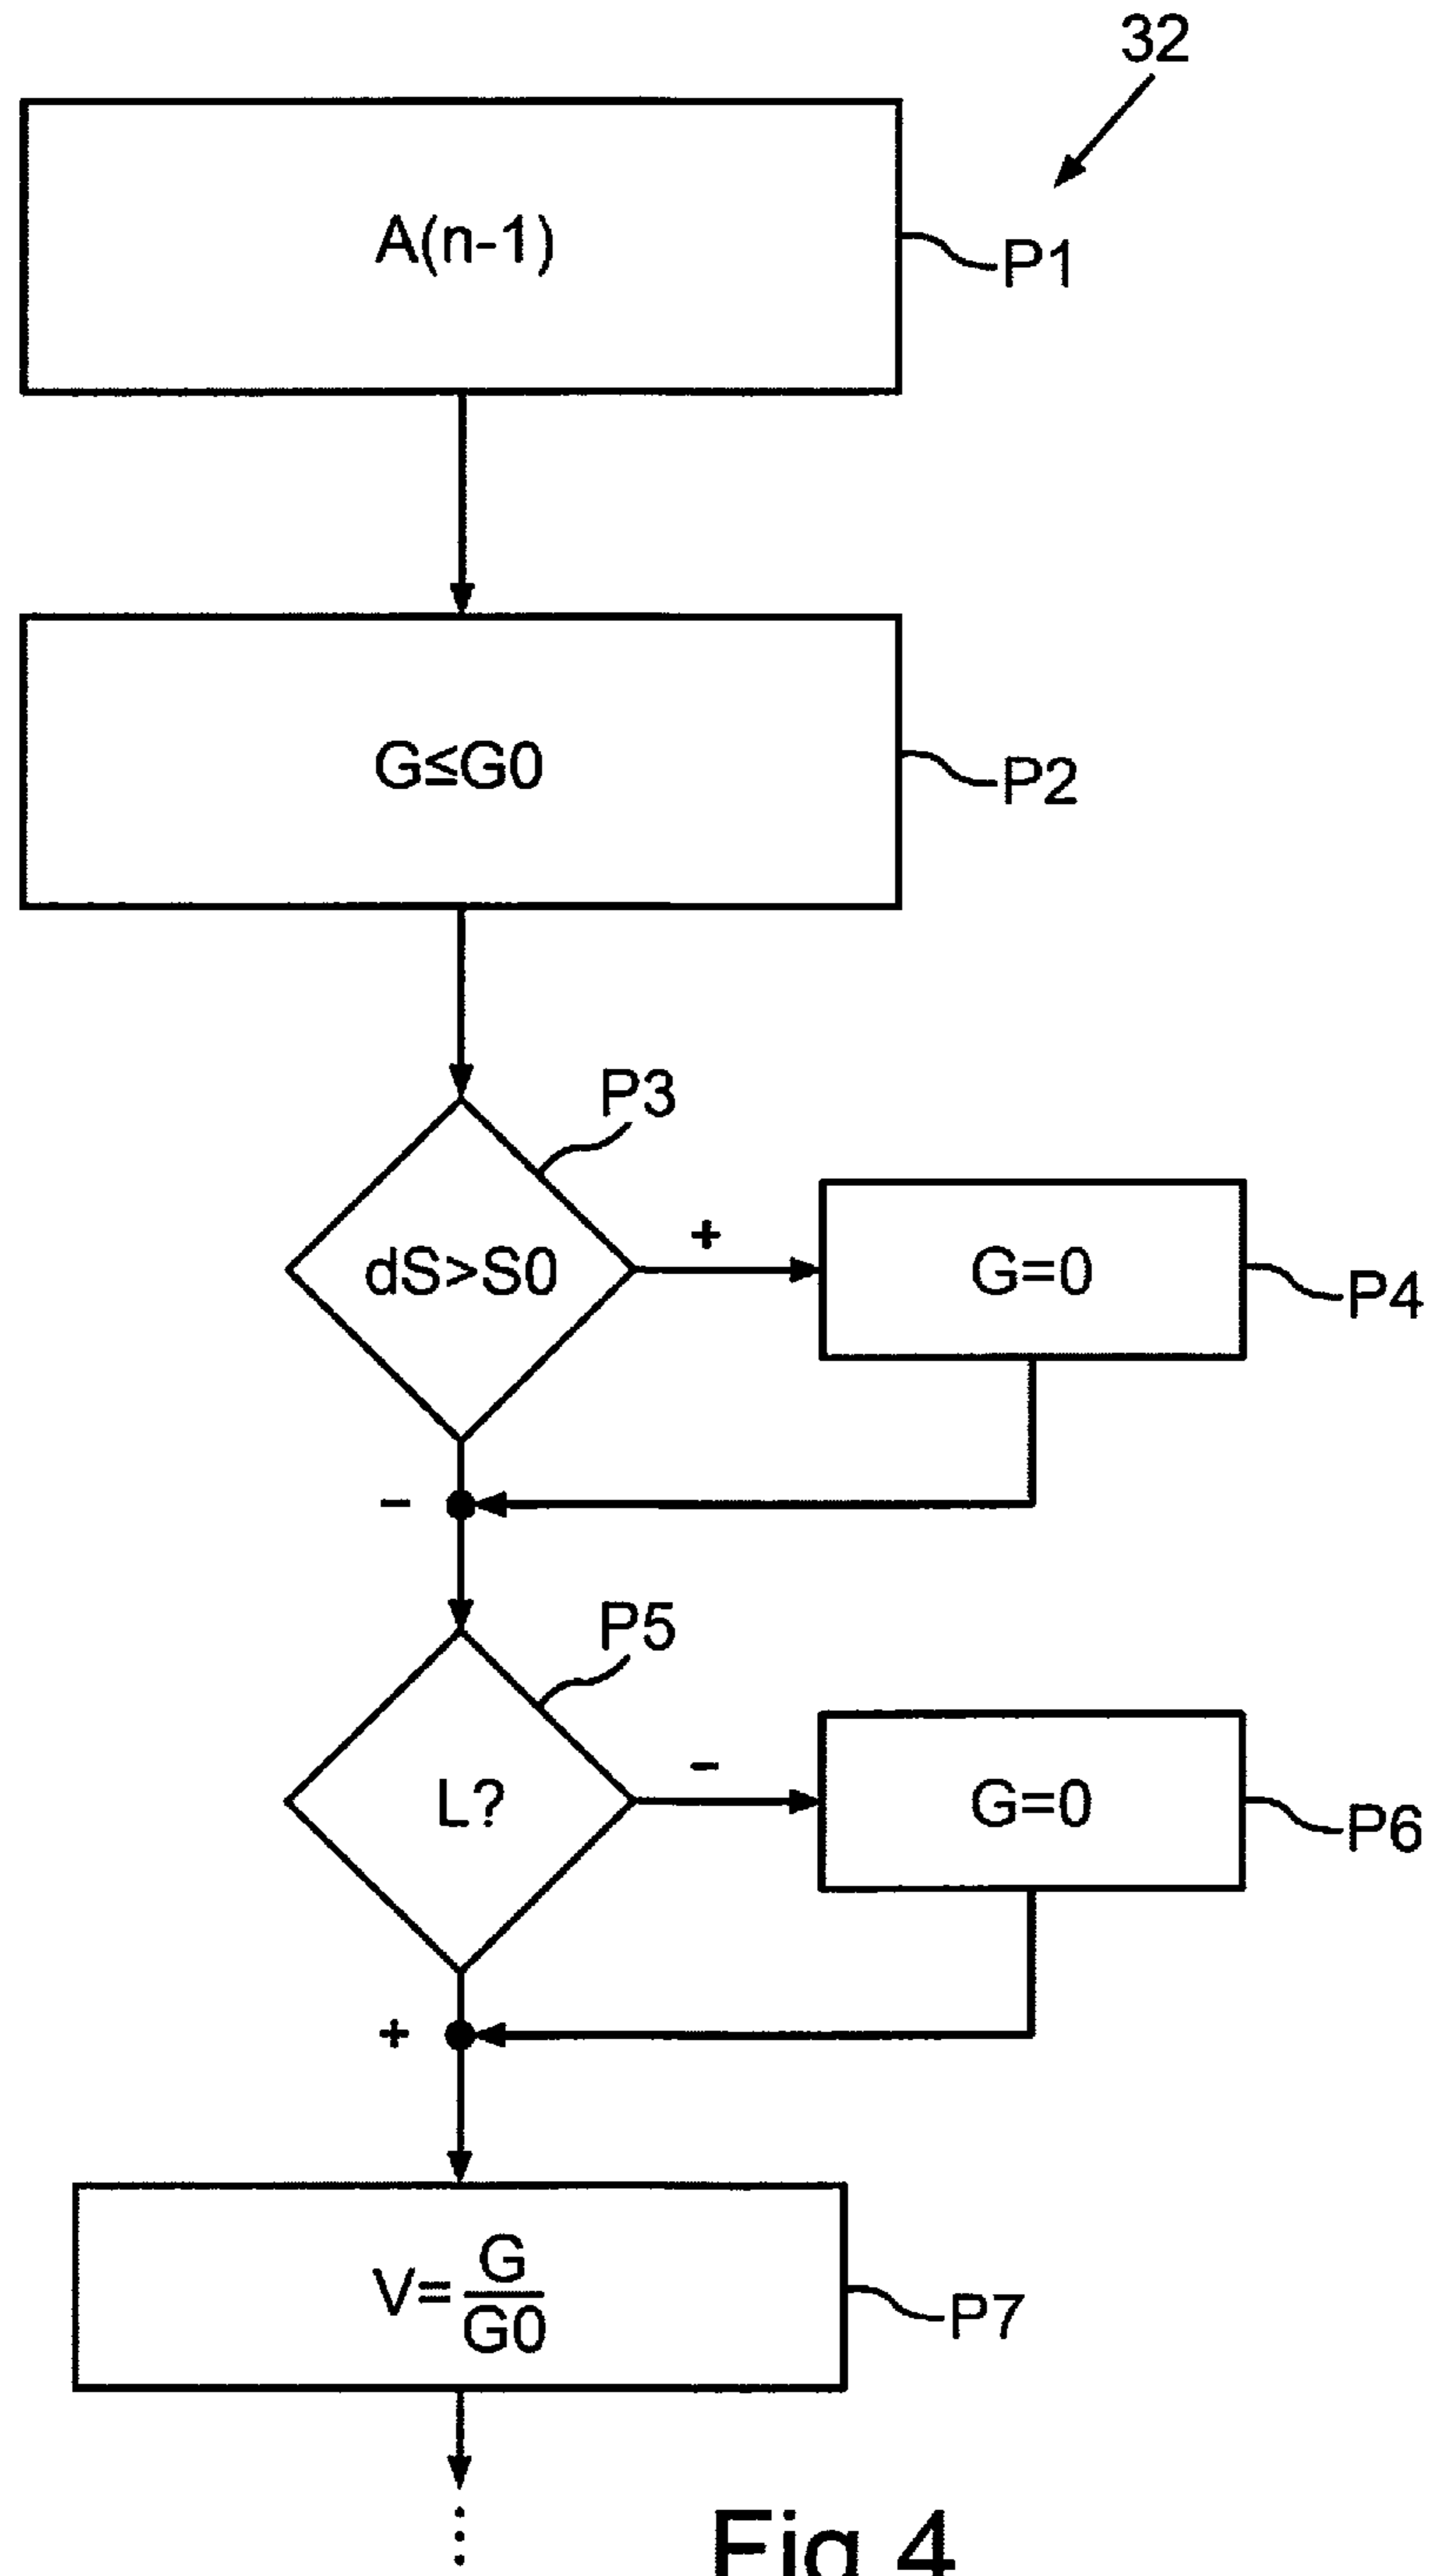 32
A(n-1)
P1
G≤G0
P2
P3
dS>S0
+
G=0
P4
–
P5
L?
–
G=0
P6
+
V=G/G0
P7
Fig 4